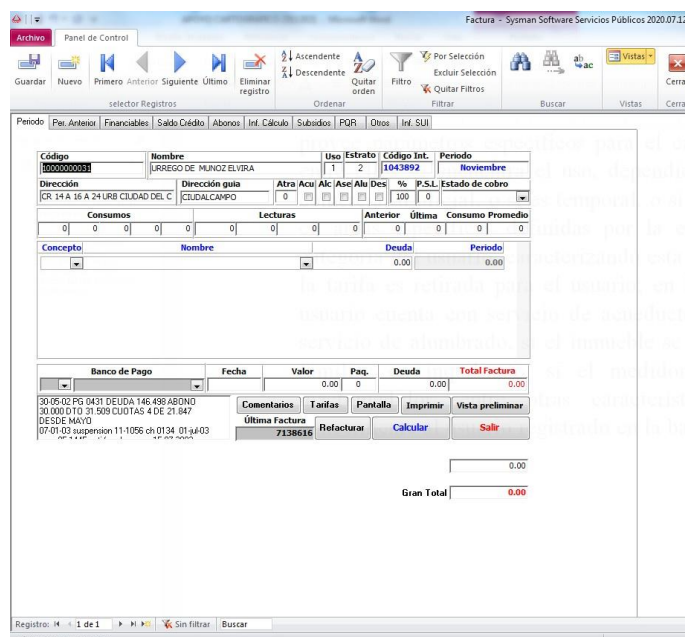 Factura - Sysman Software Servicios Públicos 2020.07.12
Archivo Panel de Control
Guardar Nuevo Primero Anterior Siguiente Último Eliminar registro
selector Registros
Ascendente
Descendente
Quitar orden
Ordenar
Filtro
Por Selección
Excluir Selección
Quitar Filtros
Filtrar
Buscar
Vistas
Vistas
Cerra
Cerra
Periodo Per. Anterior Financiables Saldo Crédito Abonos Inf. Cálculo Subsidios PQR Otros Inf. SUI
Código Nombre Uso Estrato Código Int. Periodo
10000000031 URREGO DE MUNOZ ELVIRA 1 2 1043892 Noviembre
Dirección Dirección guia Atra Acu Alc Ase Alu Des % P.S.L. Estado de cobro
CR 14 A 16 A 24 URB CIUDAD DEL C CIUDALCAMPO 0 100 0
Consumos Lecturas Anterior Última Consumo Promedio
0 0 0 0 0 0 0 0 0 0 0
Concepto Nombre Deuda Periodo
0.00 0.00
Banco de Pago Fecha Valor Paq. Deuda Total Factura
0.00 0 0.00 0.00
30-05-02 PG 0431 DEUDA 146.498 ABONO
30.000 DTO 31.509 CUOTAS 4 DE 21.847
DESDE MAYO
07-01-03 suspension 11-1056 ch 0134 01-jul-03
Comentarios Tarifas Pantalla Imprimir Vista preliminar
Última Factura
7138616
Refacturar Calcular Salir
0.00
Gran Total 0.00
Registro: 1 de 1 Sin filtrar Buscar